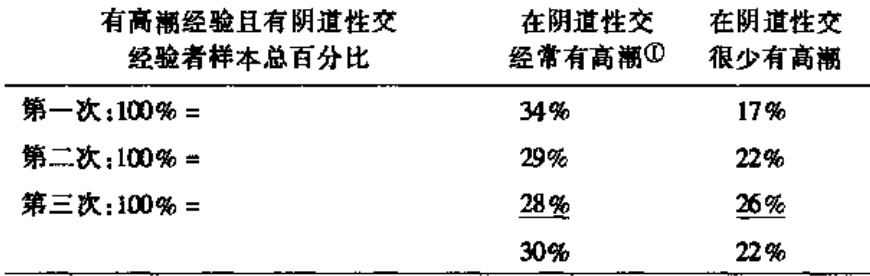 有高潮经验且有阴道性交 在阴道性交 在阴道性交
经验者样本总百分比 经常有高潮① 很少有高潮
第一次:100% = 34% 17%
第二次:100% = 29% 22%
第三次:100% = 28% 26%
30% 22%